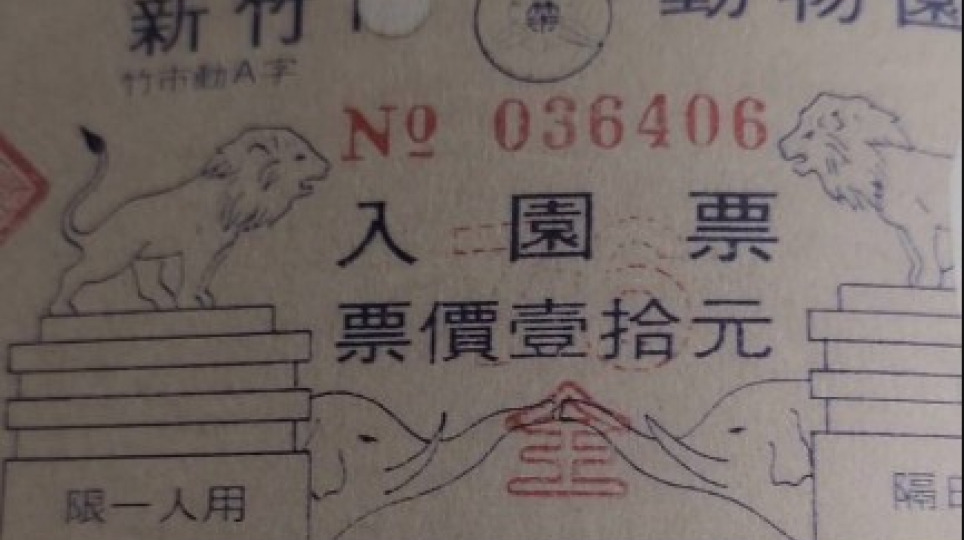 新竹 動物園
竹市動A字
№ 036406
入園票
票價壹拾元
全
限一人用
隔日